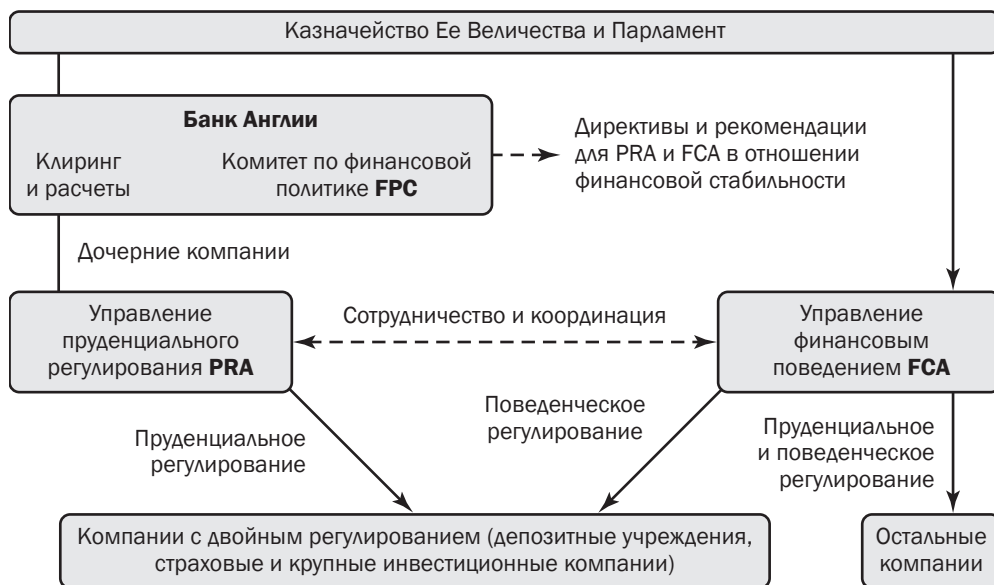 Казначейство Ее Величества и Парламент
Банк Англии
Клиринг
и расчеты
Комитет по финансовой
политике FPC
Директивы и рекомендации
для PRA и FCA в отношении
финансовой стабильности
Дочерние компании
Управление
пруденциального
регулирования PRA
Сотрудничество и координация
Управление
финансовым
поведением FCA
Пруденциальное
регулирование
Поведенческое
регулирование
Пруденциальное
и поведенческое
регулирование
Компании с двойным регулированием (депозитные учреждения,
страховые и крупные инвестиционные компании)
Остальные
компании